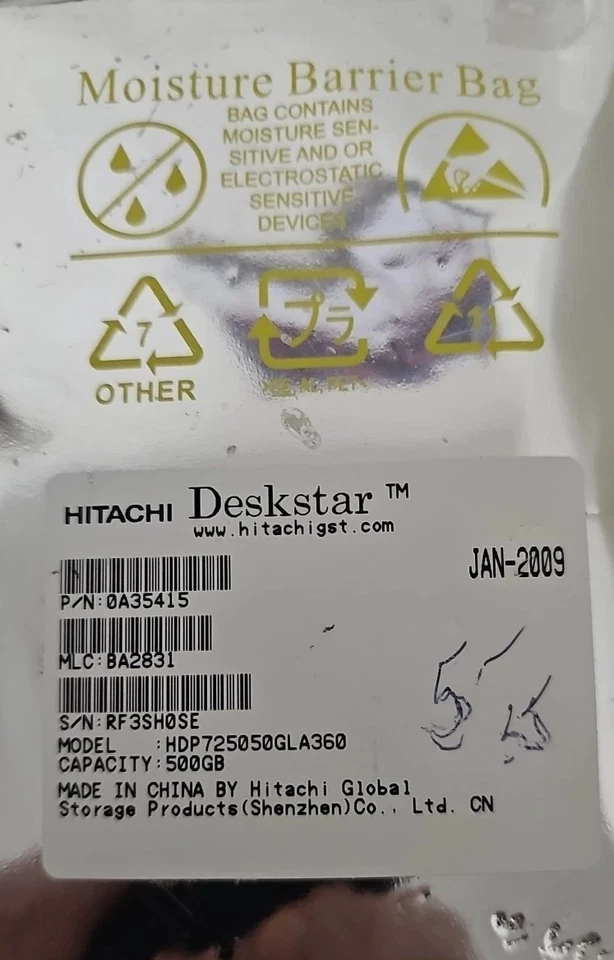 Moisture Barrier Bag
BAG CONTAINS
MOISTURE SEN-
SITIVE AND OR
ELECTROSTATIC
SENSITIVE
DEVICES
7
プラ
11
OTHER
HITACHI Deskstar™
www.hitachigst.com
JAN-2009
P/N:0A35415
MLC:BA2831
S/N:RF3SH0SE
MODEL :HDP725050GLA360
CAPACITY:500GB
MADE IN CHINA BY Hitachi Global
Storage Products(Shenzhen)Co., Ltd. CN